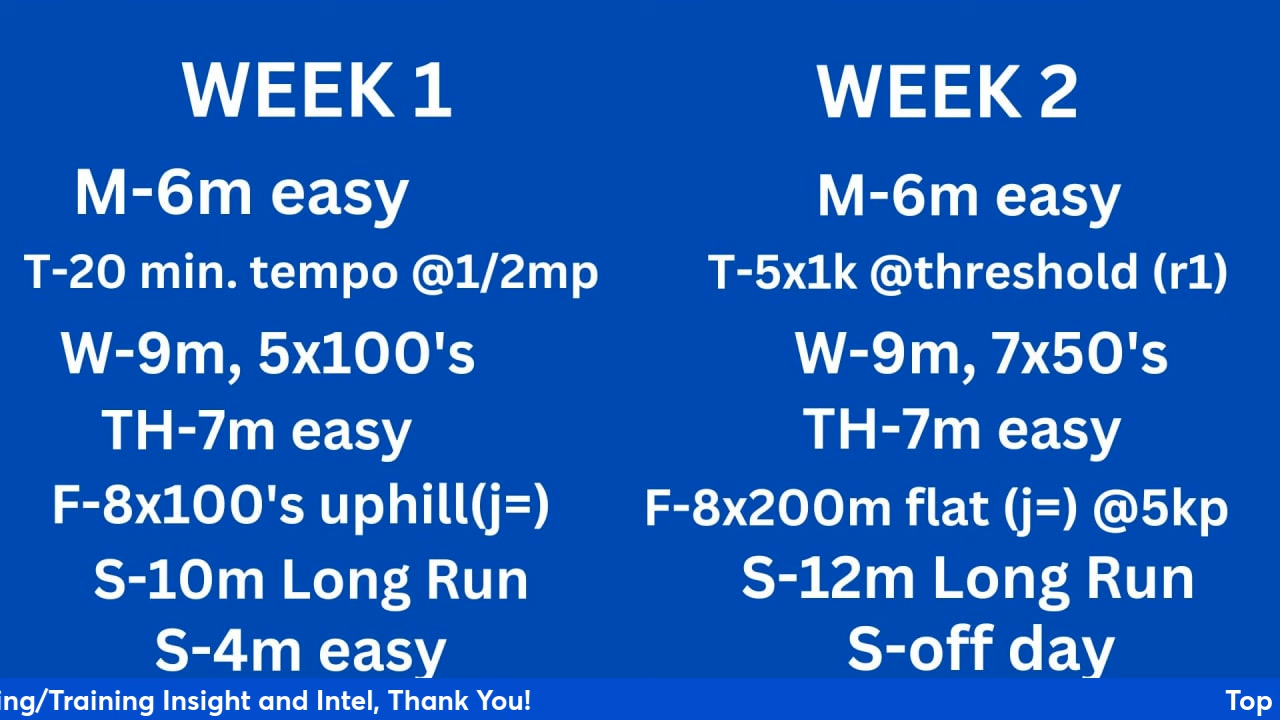 WEEK 1
M-6m easy
T-20 min. tempo @1/2mp
W-9m, 5x100's
TH-7m easy
F-8x100's uphill(j=)
S-10m Long Run
S-4m easy
WEEK 2
M-6m easy
T-5x1k @threshold (r1)
W-9m, 7x50's
TH-7m easy
F-8x200m flat (j=) @5kp
S-12m Long Run
S-off day
ing/Training Insight and Intel, Thank You!
Top